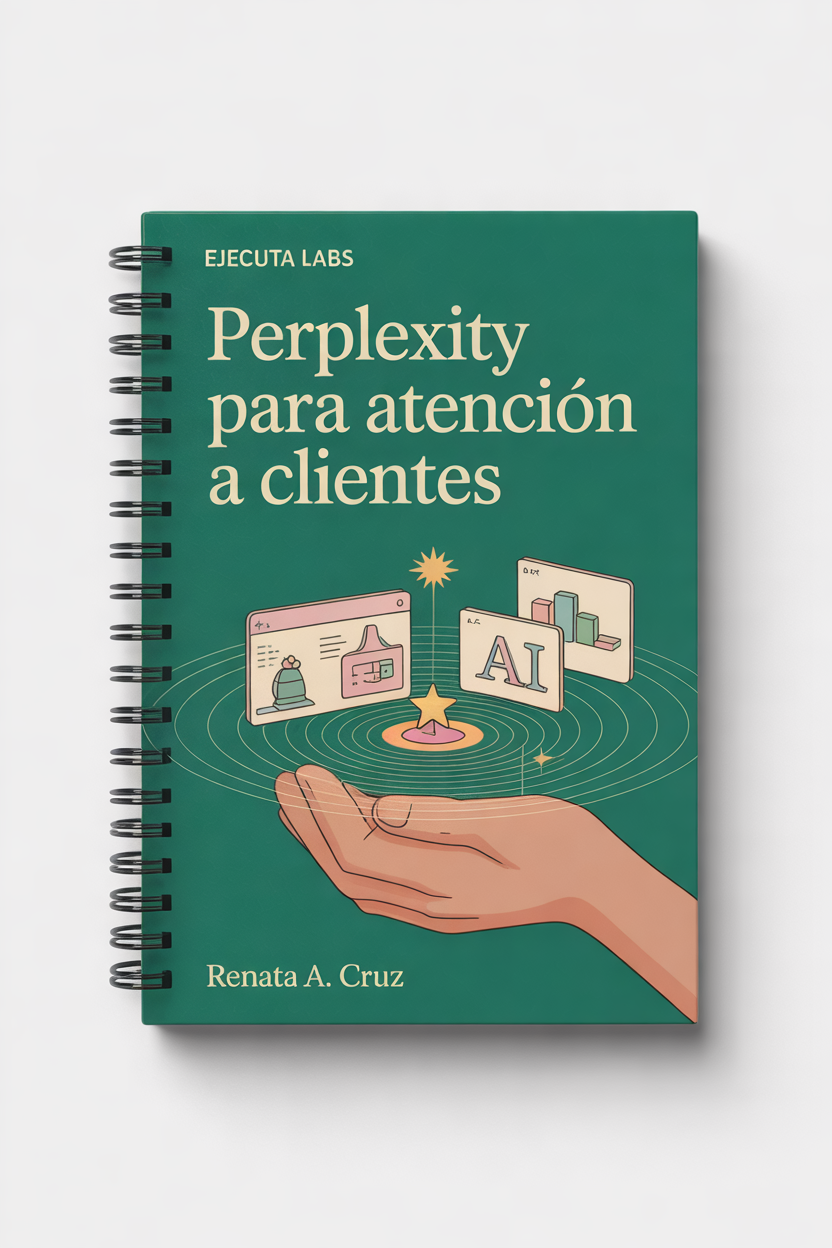 EJECUTA LABS
Perplexity
para atención
a clientes
AI
Renata A. Cruz